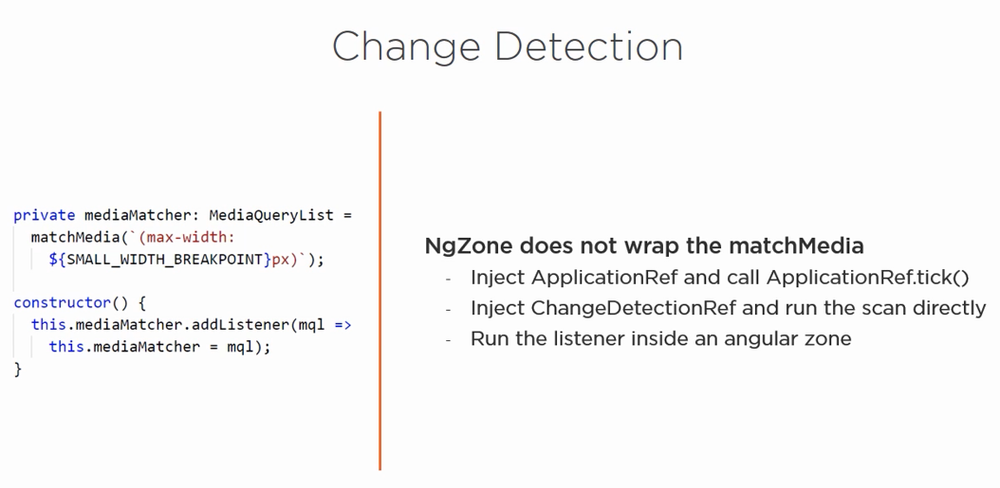 Change Detection
private mediaMatcher: MediaQueryList =
matchMedia(`(max-width:
${SMALL_WIDTH_BREAKPOINT}px)`);
constructor() {
this.mediaMatcher.addListener(mql =>
this.mediaMatcher = mql);
}
NgZone does not wrap the matchMedia
- Inject ApplicationRef and call ApplicationRef.tick()
- Inject ChangeDetectionRef and run the scan directly
- Run the listener inside an angular zone